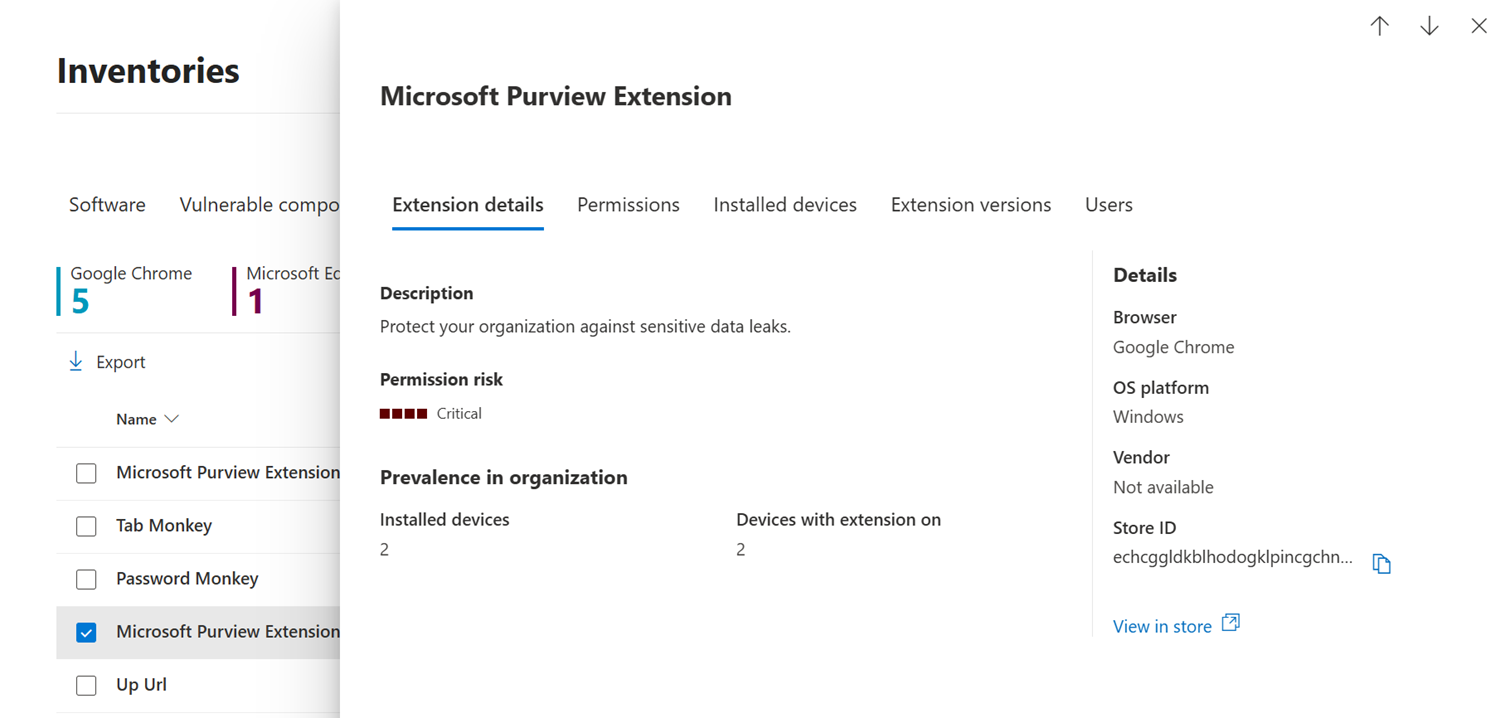 Inventories
Software Vulnerable compo
Google Chrome Microsoft Ed
5 1
Export
Name
Microsoft Purview Extension
Tab Monkey
Password Monkey
Microsoft Purview Extension
Up Url
Microsoft Purview Extension
Extension details Permissions Installed devices Extension versions Users
Description
Protect your organization against sensitive data leaks.
Permission risk
Critical
Prevalence in organization
Installed devices Devices with extension on
2 2
Details
Browser
Google Chrome
OS platform
Windows
Vendor
Not available
Store ID
echcggldkblhodogklpincgchn...
View in store